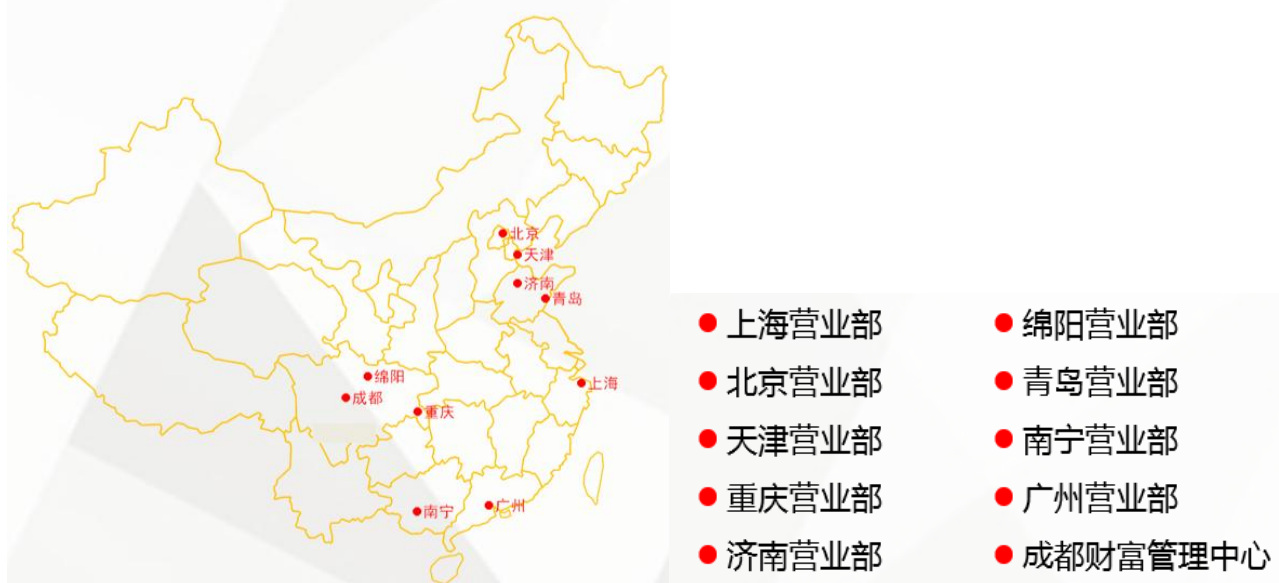 北京
天津
济南
青岛
绵阳
成都
重庆
上海
南宁
广州
上海营业部
北京营业部
天津营业部
重庆营业部
济南营业部
绵阳营业部
青岛营业部
南宁营业部
广州营业部
成都财富管理中心